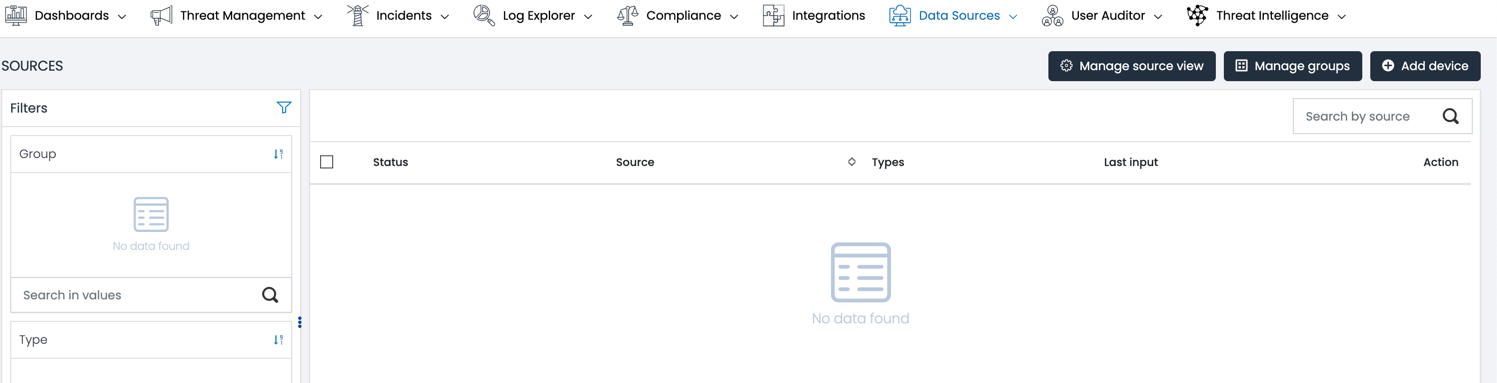 Dashboards Threat Management Incidents Log Explorer Compliance Integrations Data Sources User Auditor Threat Intelligence
SOURCES Manage source view Manage groups Add device
Filters
Search by source
Group
Status Source Types Last input Action
No data found
Search in values
No data found
Type